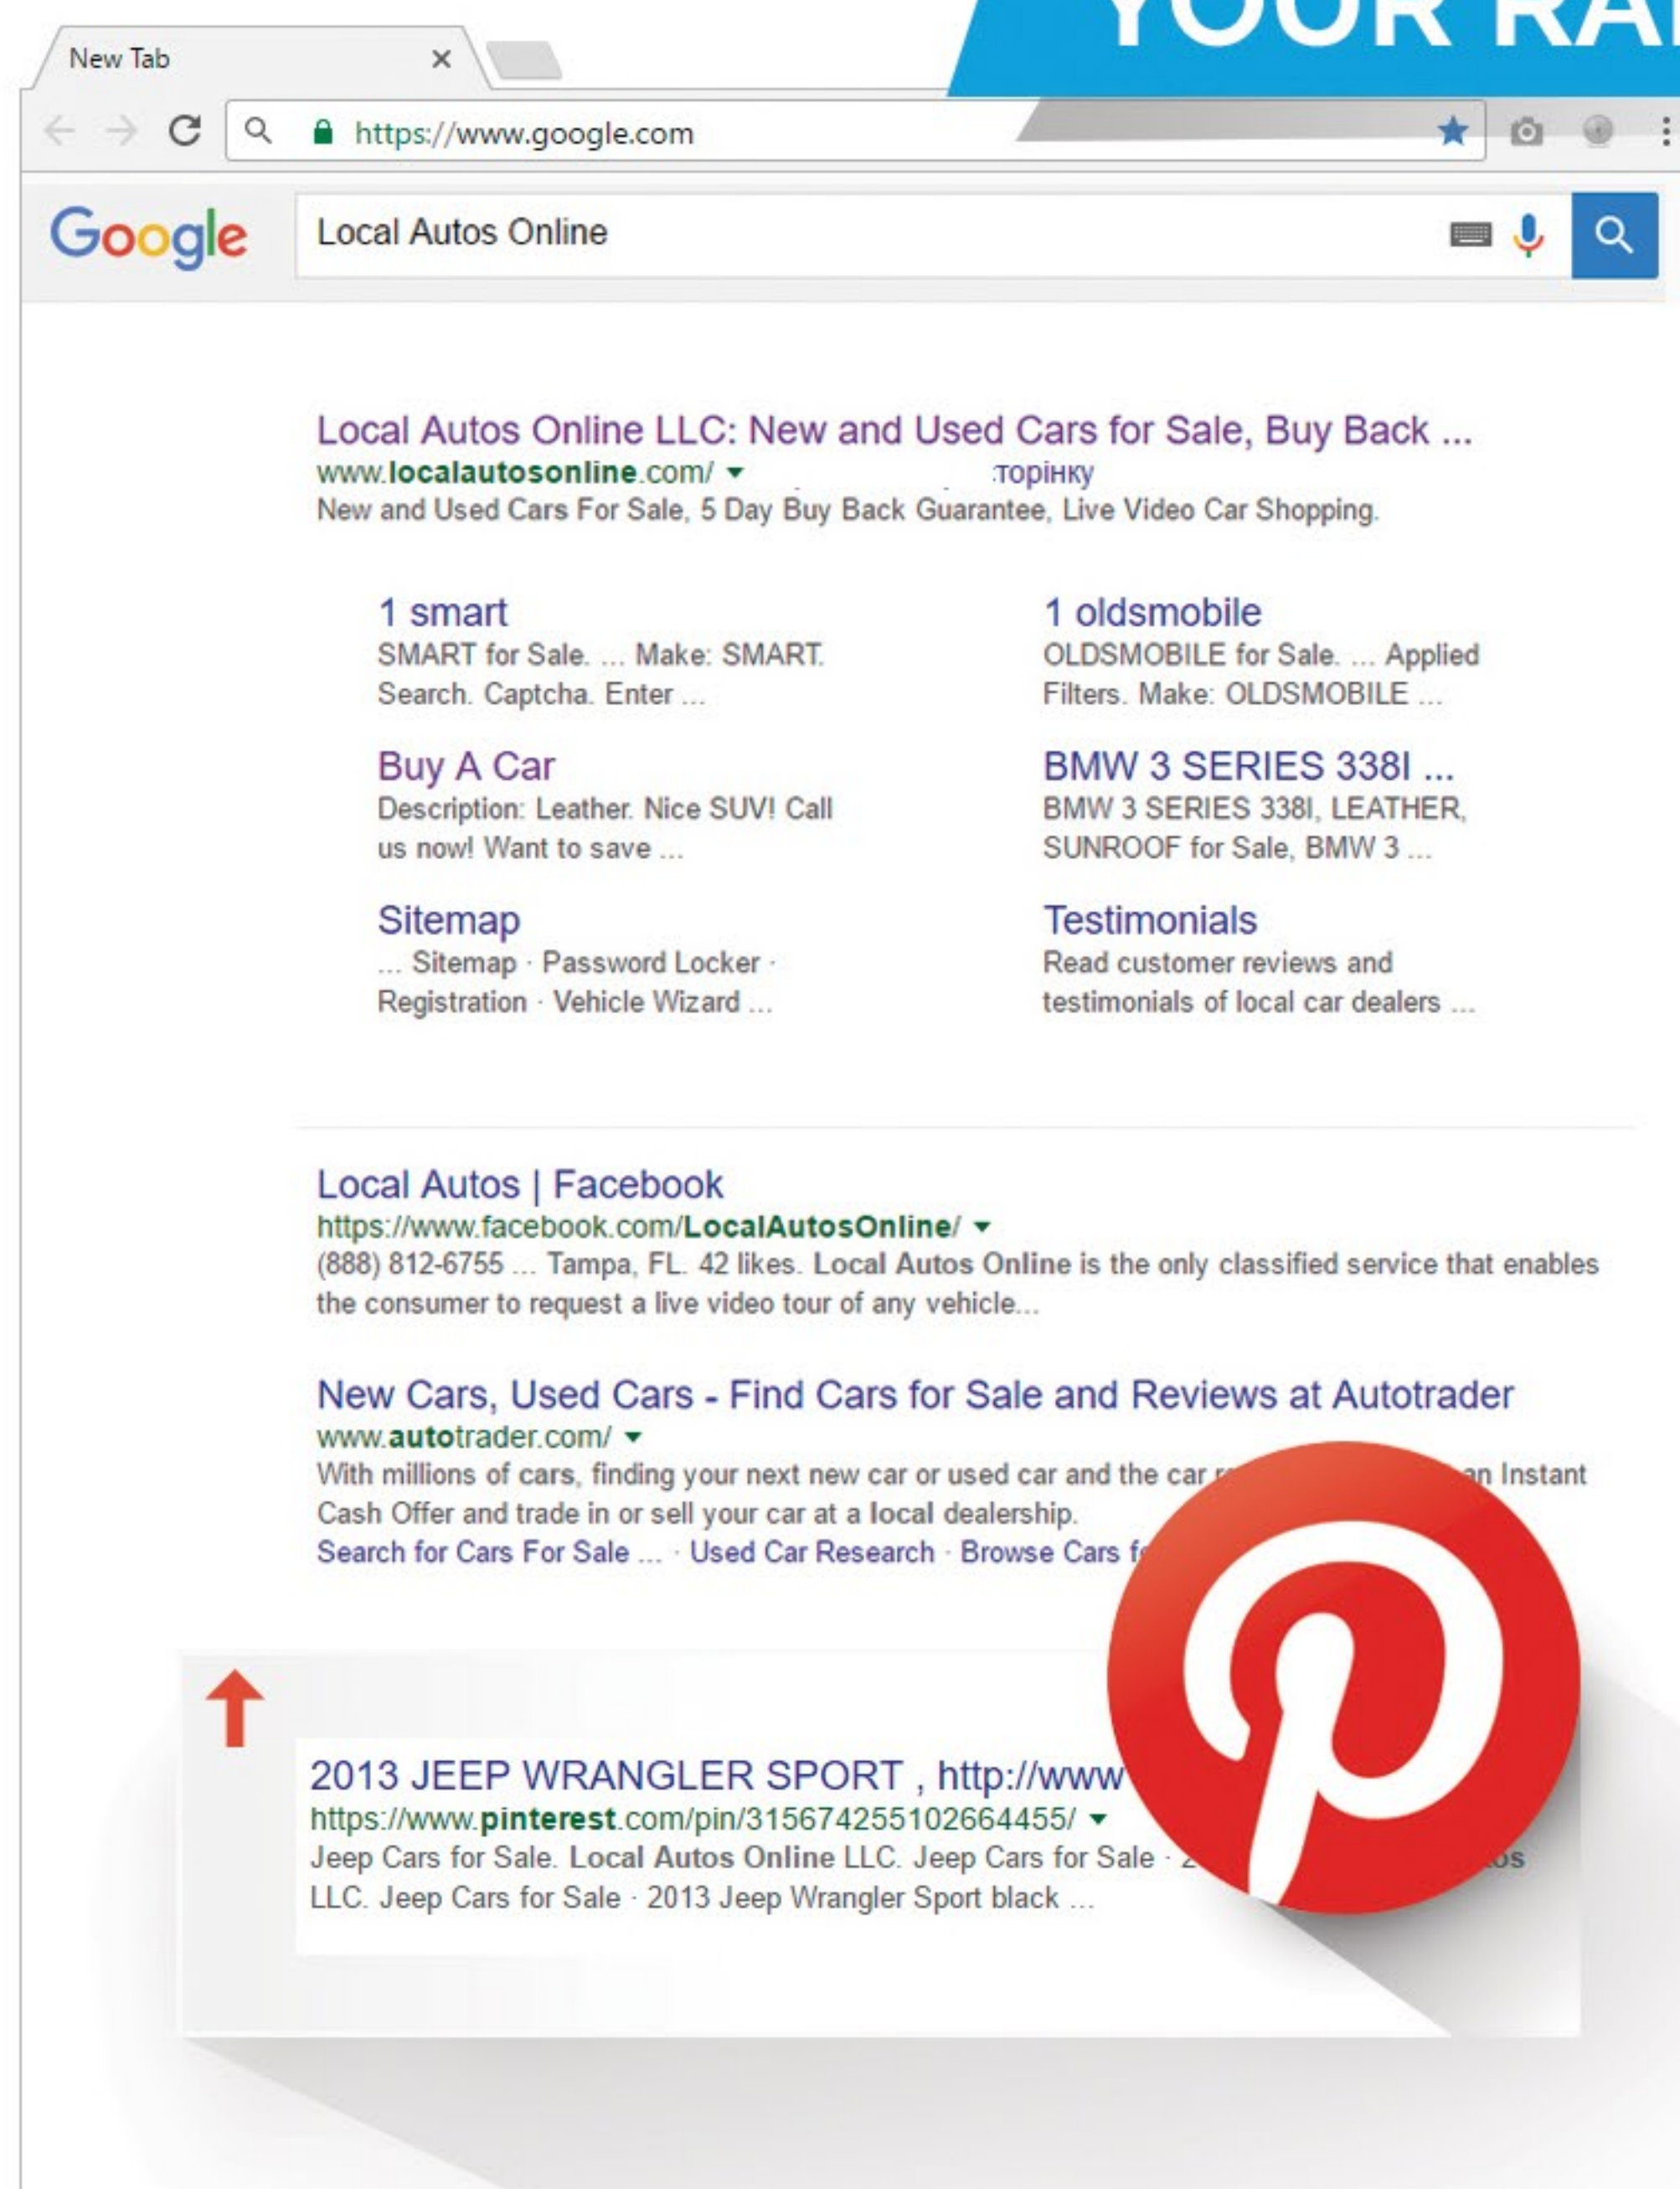 YOUR
New Tab
https://www.google.com
Google
Local Autos Online
Local Autos Online LLC: New and Used Cars for Sale, Buy Back ...
www.localautosonline.com/
торінку
New and Used Cars For Sale, 5 Day Buy Back Guarantee, Live Video Car Shopping.
1 smart
SMART for Sale. ... Make: SMART.
Search. Captcha. Enter ...
1 oldsmobile
OLDSMOBILE for Sale. ... Applied
Filters. Make: OLDSMOBILE ...
Buy A Car
Description: Leather. Nice SUV! Call
us now! Want to save ...
BMW 3 SERIES 338I ...
BMW 3 SERIES 338I, LEATHER,
SUNROOF for Sale, BMW 3 ...
Sitemap
... Sitemap · Password Locker ·
Registration · Vehicle Wizard ...
Testimonials
Read customer reviews and
testimonials of local car dealers ...
Local Autos | Facebook
https://www.facebook.com/LocalAutosOnline/
(888) 812-6755 ... Tampa, FL. 42 likes. Local Autos Online is the only classified service that enables
the consumer to request a live video tour of any vehicle...
New Cars, Used Cars - Find Cars for Sale and Reviews at Autotrader
www.autotrader.com/
With millions of cars, finding your next new car or used car and the car an Instant
Cash Offer and trade in or sell your car at a local dealership.
Search for Cars For Sale ... · Used Car Research · Browse Cars
2013 JEEP WRANGLER SPORT , http://www
https://www.pinterest.com/pin/315674255102664455/
Jeep Cars for Sale. Local Autos Online LLC. Jeep Cars for Sale ·
LLC. Jeep Cars for Sale · 2013 Jeep Wrangler Sport black ...